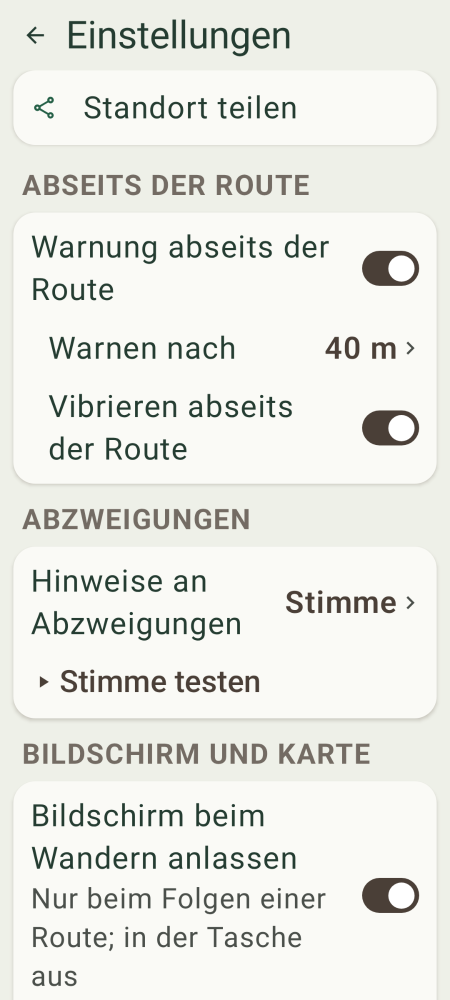 Einstellungen
Standort teilen
ABSEITS DER ROUTE
Warnung abseits der
Route
Warnen nach
40 m
Vibrieren abseits
der Route
ABZWEIGUNGEN
Hinweise an
Abzweigungen
Stimme
Stimme testen
BILDSCHIRM UND KARTE
Bildschirm beim
Wandern anlassen
Nur beim Folgen einer
Route; in der Tasche
aus